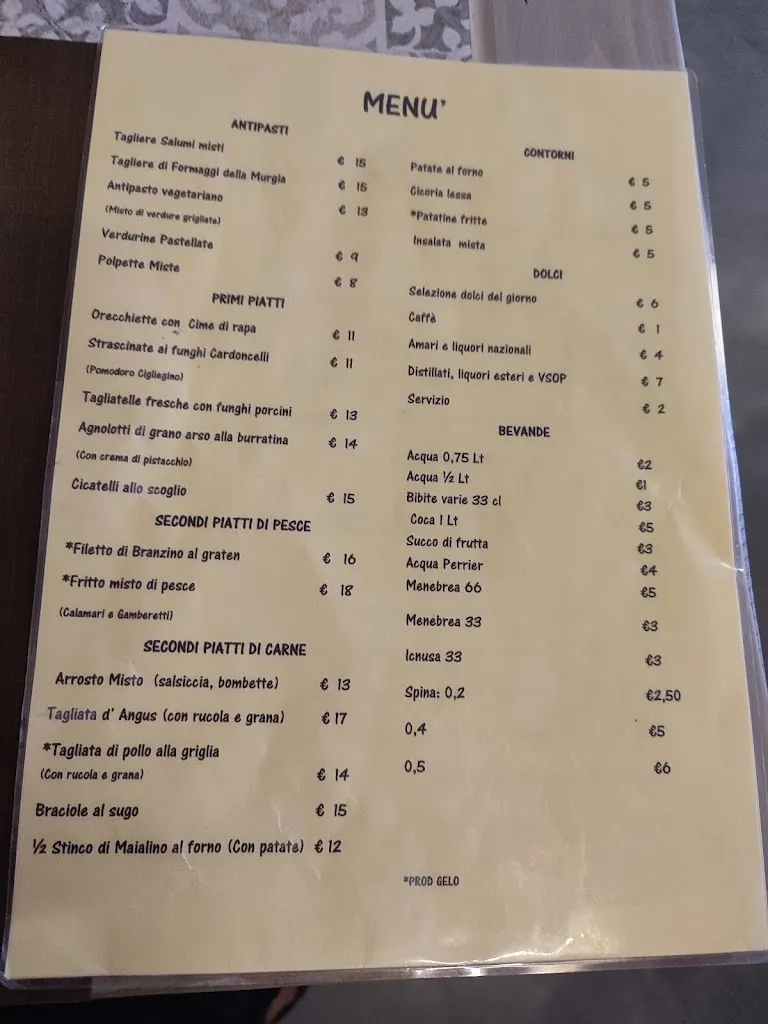 MENU'
ANTIPASTI
Tagliere Salumi misti € 15
Tagliere di Formaggi della Murgia € 15
Antipasto vegetariano € 13
(Misto di verdure grigliate)
Verdurine Pastellate € 9
Polpette Miste € 8
PRIMI PIATTI
Orecchiette con Cime di rapa € 11
Strascinate ai funghi Cardoncelli € 11
(Pomodoro Cigliegino)
Tagliatelle fresche con funghi porcini € 13
Agnolotti di grano arso alla burratina € 14
(Con crema di pistacchio)
Cicatelli allo scoglio € 15
SECONDI PIATTI DI PESCE
*Filetto di Branzino al graten € 16
*Fritto misto di pesce € 18
(Calamari e Gamberetti)
SECONDI PIATTI DI CARNE
Arrosto Misto (salsiccia, bombette) € 13
Tagliata d' Angus (con rucola e grana) € 17
*Tagliata di pollo alla griglia
(Con rucola e grana) € 14
Braciole al sugo € 15
½ Stinco di Maialino al forno (Con patate) € 12
CONTORNI
Patate al forno € 5
Cicoria lessa € 5
*Patatine fritte € 5
Insalata mista € 5
DOLCI
Selezione dolci del giorno € 6
Caffè € 1
Amari e liquori nazionali € 4
Distillati, liquori esteri e VSOP € 7
Servizio € 2
BEVANDE
Acqua 0,75 Lt €2
Acqua ½ Lt €1
Bibite varie 33 cl €3
Coca 1 Lt €5
Succo di frutta €3
Acqua Perrier €4
Menebrea 66 €5
Menebrea 33 €3
Icnusa 33 €3
Spina: 0,2 €2,50
0,4 €5
0,5 €6
*PROD GELO